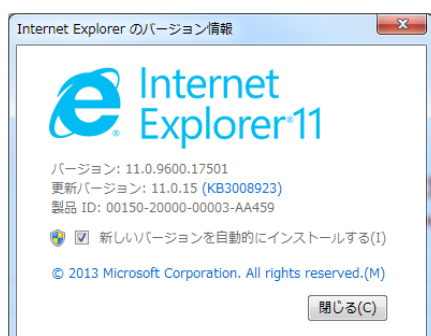 Internet Explorer のバージョン情報
Internet
Explorer®11
バージョン: 11.0.9600.17501
更新バージョン: 11.0.15 (KB3008923)
製品 ID: 00150-20000-00003-AA459
新しいバージョンを自動的にインストールする(I)
© 2013 Microsoft Corporation. All rights reserved.(M)
閉じる(C)